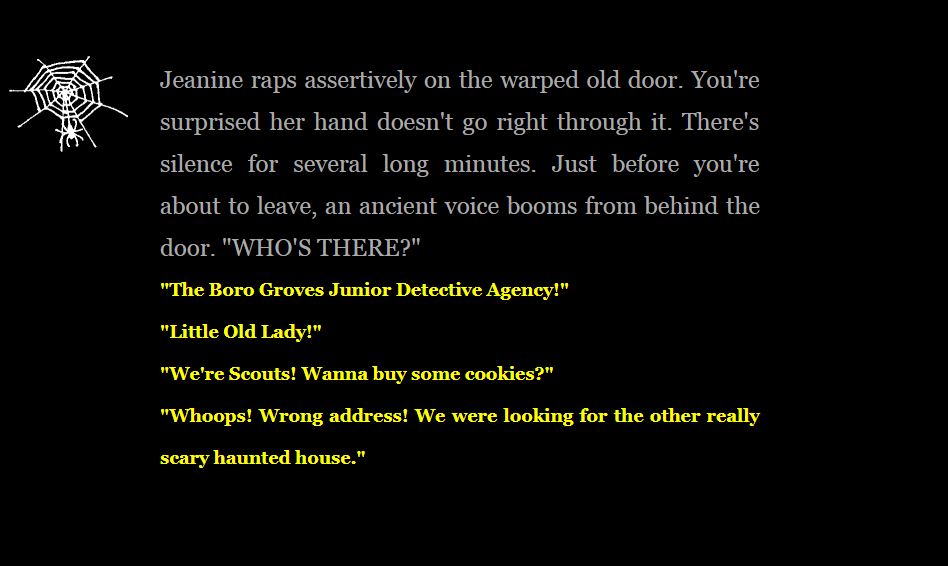 Jeanine raps assertively on the warped old door. You're
surprised her hand doesn't go right through it. There's
silence for several long minutes. Just before you're
about to leave, an ancient voice booms from behind the
door. "WHO'S THERE?"
"The Boro Groves Junior Detective Agency!"
"Little Old Lady!"
"We're Scouts! Wanna buy some cookies?"
"Whoops! Wrong address! We were looking for the other really
scary haunted house."